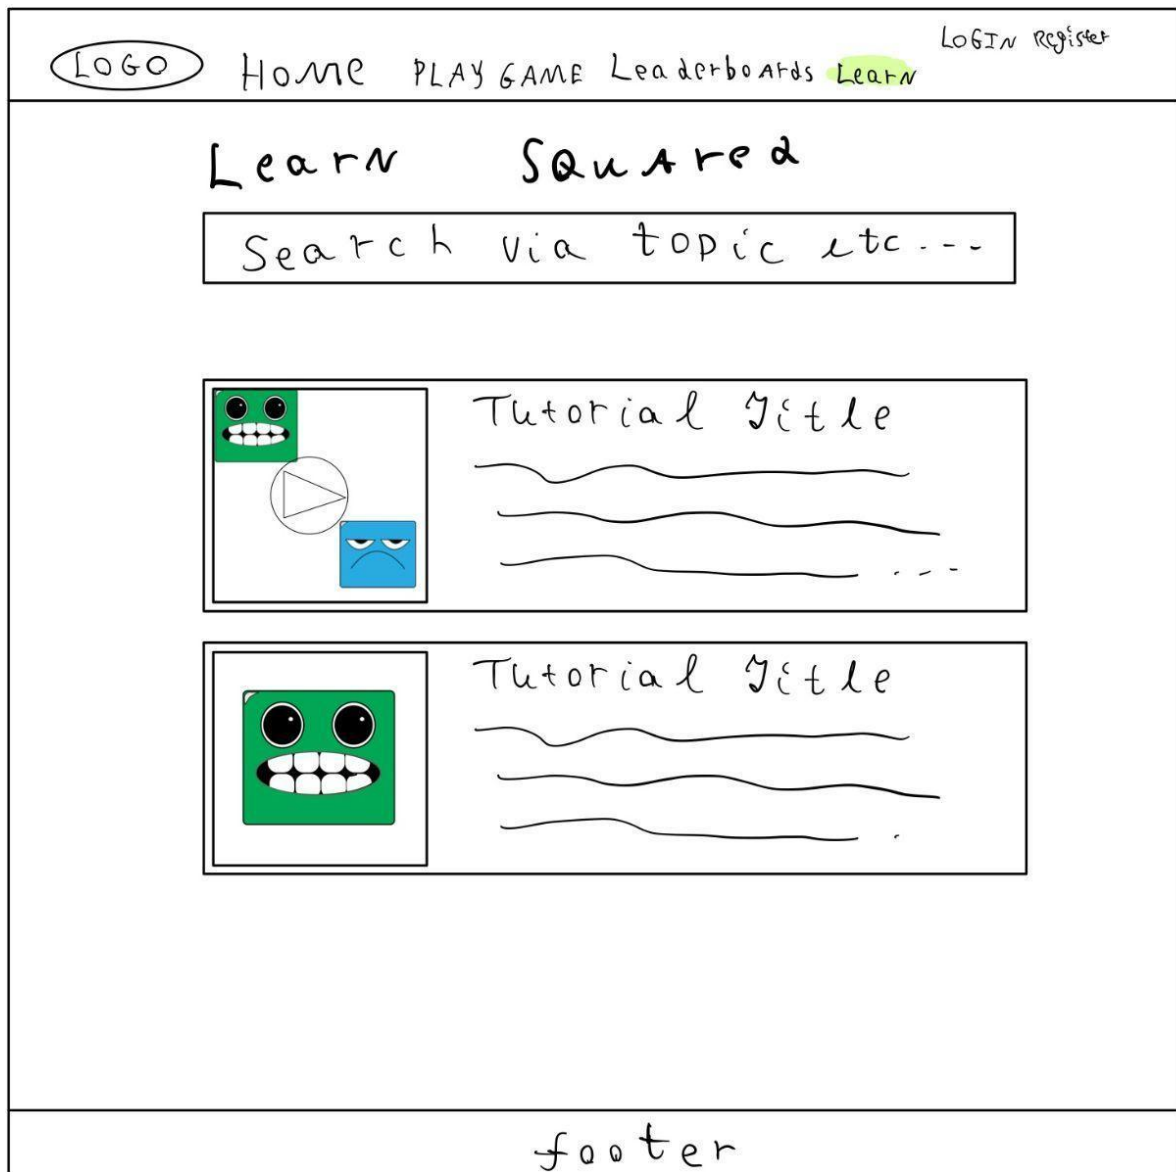 LOGO HOME PLAY GAME Leaderboards Learn LOGIN Register
Learn Squared
Search via topic etc...
Tutorial Title
Tutorial Title
footer